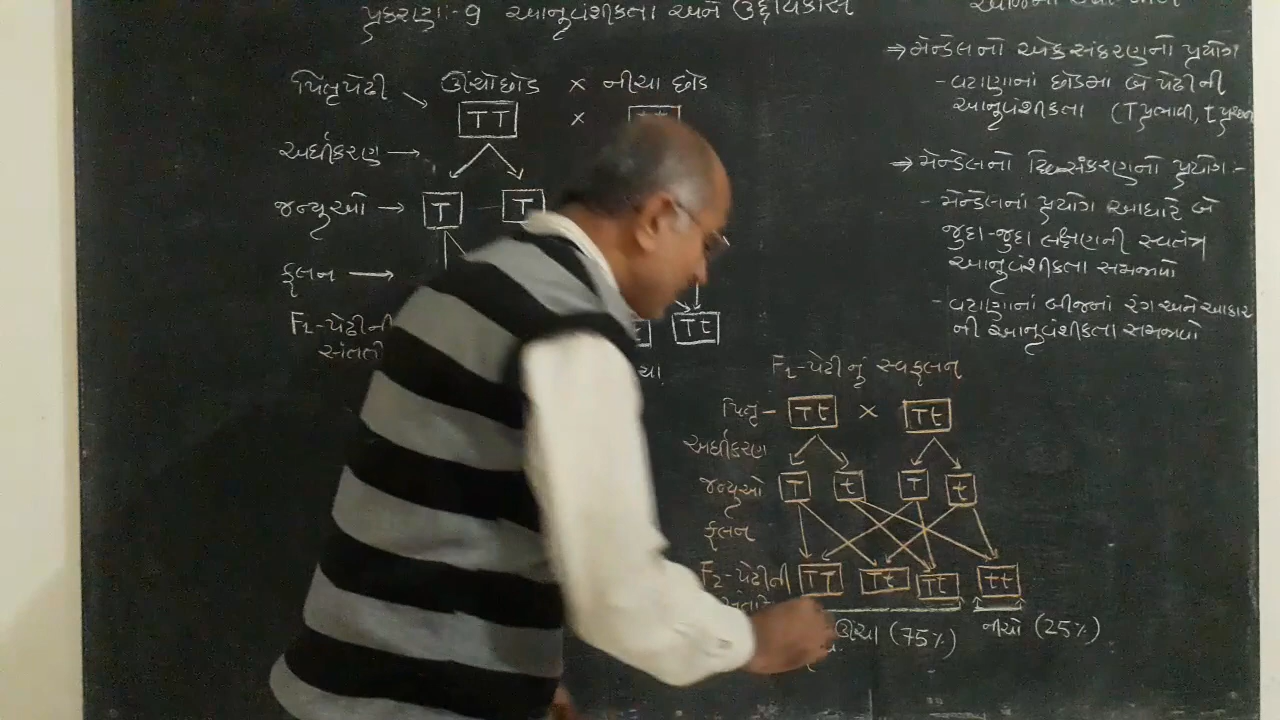 પ્રકરણ:-9 આનુવંશીકતા અને ઉદ્દવિકાસ
પિતૃપેઢી ઊંચોછોડ × નીચા છોડ
TT ×
અર્ધીકરણ →
T T
જન્યુઓ →
ફલન →
F1-પેઢીની Tt
સંતતી
⇒ મેન્ડેલનો એકસંકરણનો પ્રયોગ
- વટાણાનાં છોડમાં બે પેઢીની
આનુવંશીકતા (T પ્રભાવી, t
⇒ મેન્ડેલનો દ્વિસંકરણનો પ્રયોગ:-
- મેન્ડેલનાં પ્રયોગ આધારે બે
જુદા-જુદા લક્ષણની સ્વતંત્ર
આનુવંશીકતા સમજાવો
- વટાણાનાં બીજનાં રંગ અને આકાર
ની આનુવંશીકતા સમજાવો
F1-પેઢીનું સ્વફલન
પિતૃ- Tt × Tt
અર્ધીકરણ
જન્યુઓ T t T t
ફલન
F2-પેઢીની TT Tt Tt tt
ઊંચા (75%) નીચો (25%)